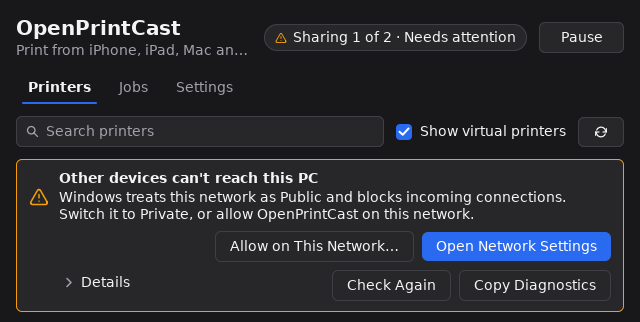 OpenPrintCast
Print from iPhone, iPad, Mac an…
Sharing 1 of 2 · Needs attention
Pause
Printers
Jobs
Settings
Search printers
Show virtual printers
Other devices can't reach this PC
Windows treats this network as Public and blocks incoming connections.
Switch it to Private, or allow OpenPrintCast on this network.
Allow on This Network…
Open Network Settings
Details
Check Again
Copy Diagnostics